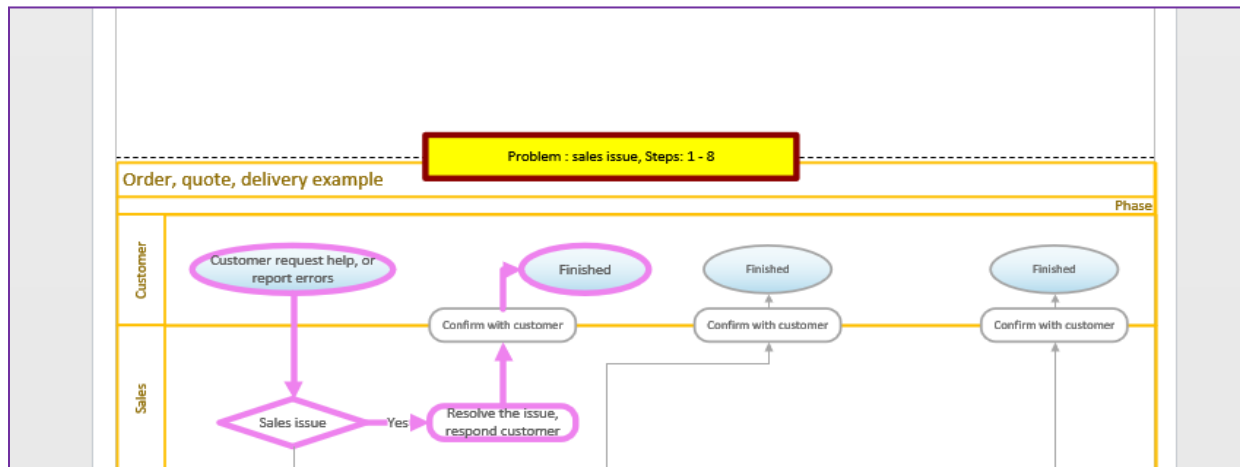 Problem : sales issue, Steps: 1 - 8
Order, quote, delivery example
Phase
Customer
Customer request help, or
report errors
Finished
Finished
Finished
Confirm with customer
Confirm with customer
Confirm with customer
Sales
Sales issue
Yes
Resolve the issue,
respond customer